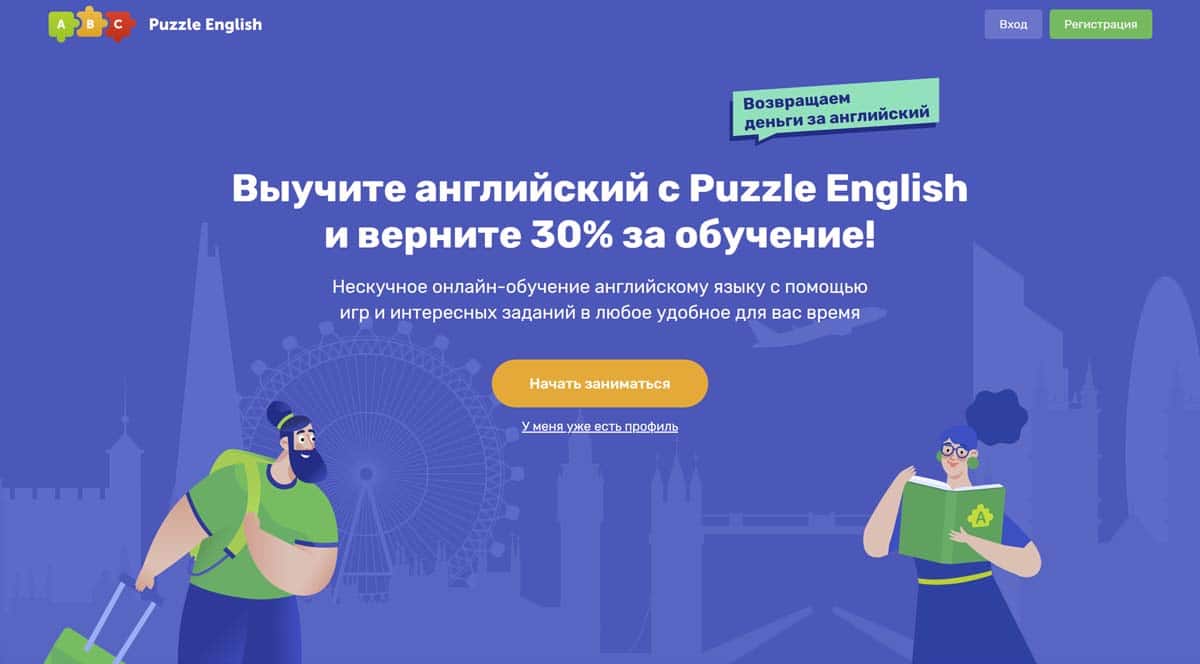 A B C
Puzzle English
Вход
Регистрация
Возвращаем
деньги за английский
Выучите английский с Puzzle English
и верните 30% за обучение!
Нескучное онлайн-обучение английскому языку с помощью
игр и интересных заданий в любое удобное для вас время
Начать заниматься
У меня уже есть профиль
A